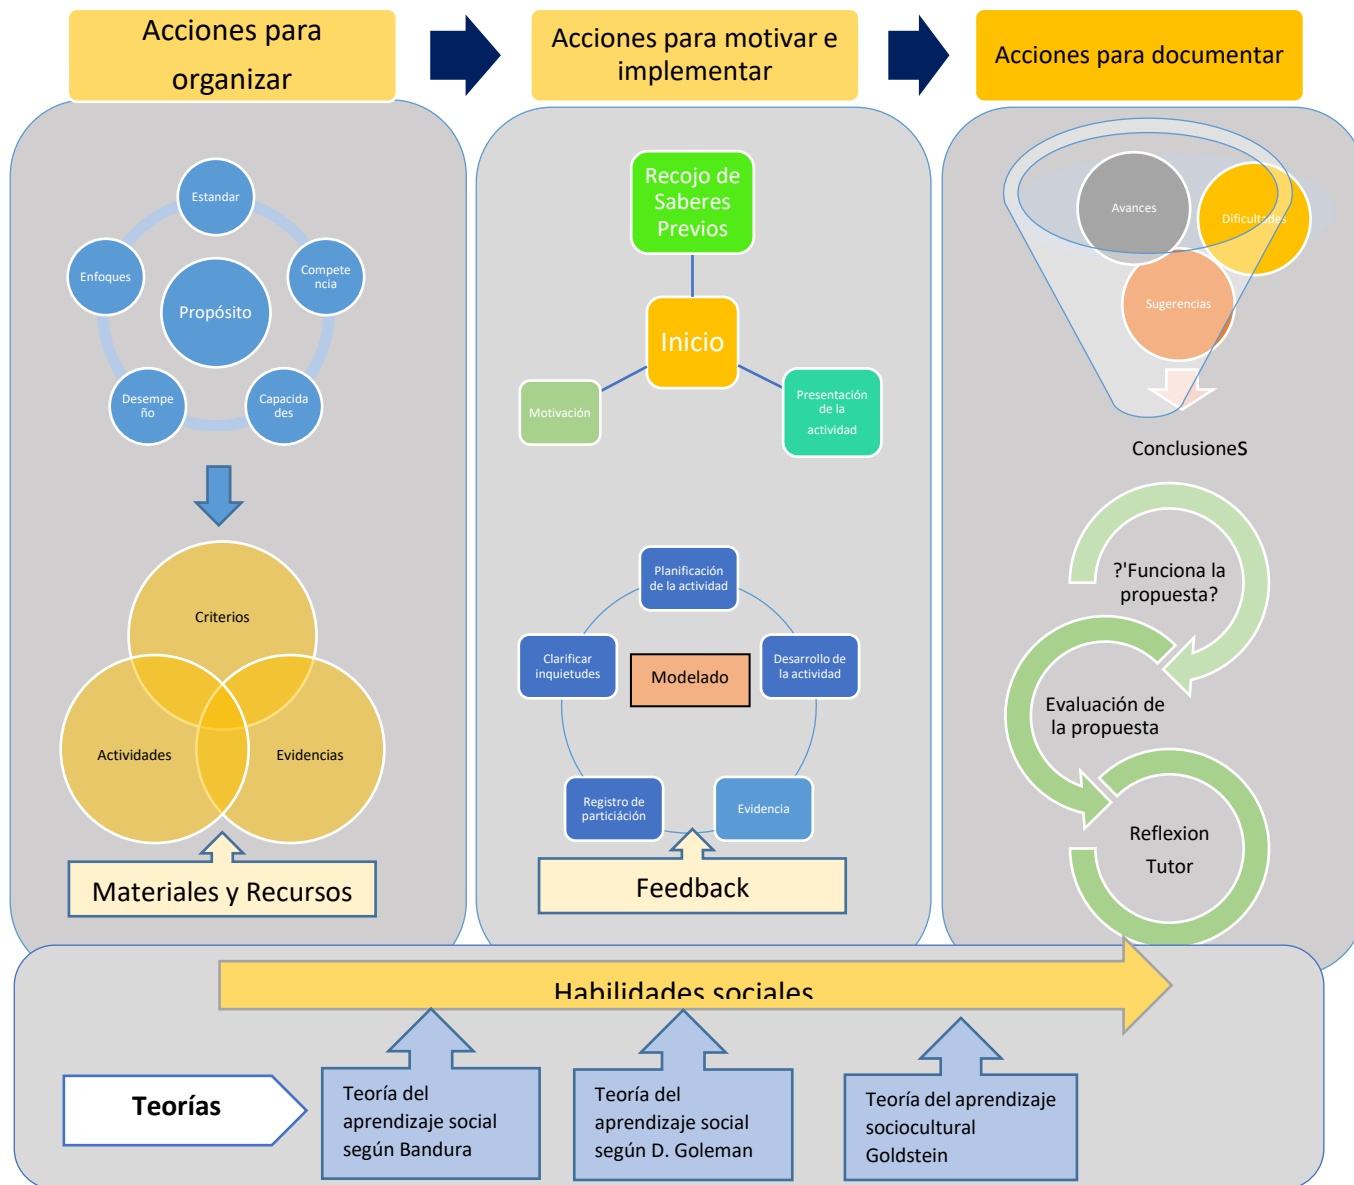 Acciones para
organizar
Acciones para motivar e
implementar
Acciones para documentar
Estandar
Enfoques
Compete
ncia
Propósito
Desempe
ño
Capacida
des
Criterios
Actividades
Evidencias
Materiales y Recursos
Recojo de
Saberes
Previos
Inicio
Motivación
Presentación
de la
actividad
Planificación
de la actividad
Clarificar
inquietudes
Modelado
Desarrollo de
la actividad
Registro de
particiáción
Evidencia
Feedback
Avances
Dificultades
Sugerencias
ConclusioneS
?'Funciona la
propuesta?
Evaluación de
la propuesta
Reflexion
Tutor
Habilidades sociales
Teorías
Teoría del
aprendizaje social
según Bandura
Teoría del
aprendizaje social
según D. Goleman
Teoría del aprendizaje
sociocultural
Goldstein